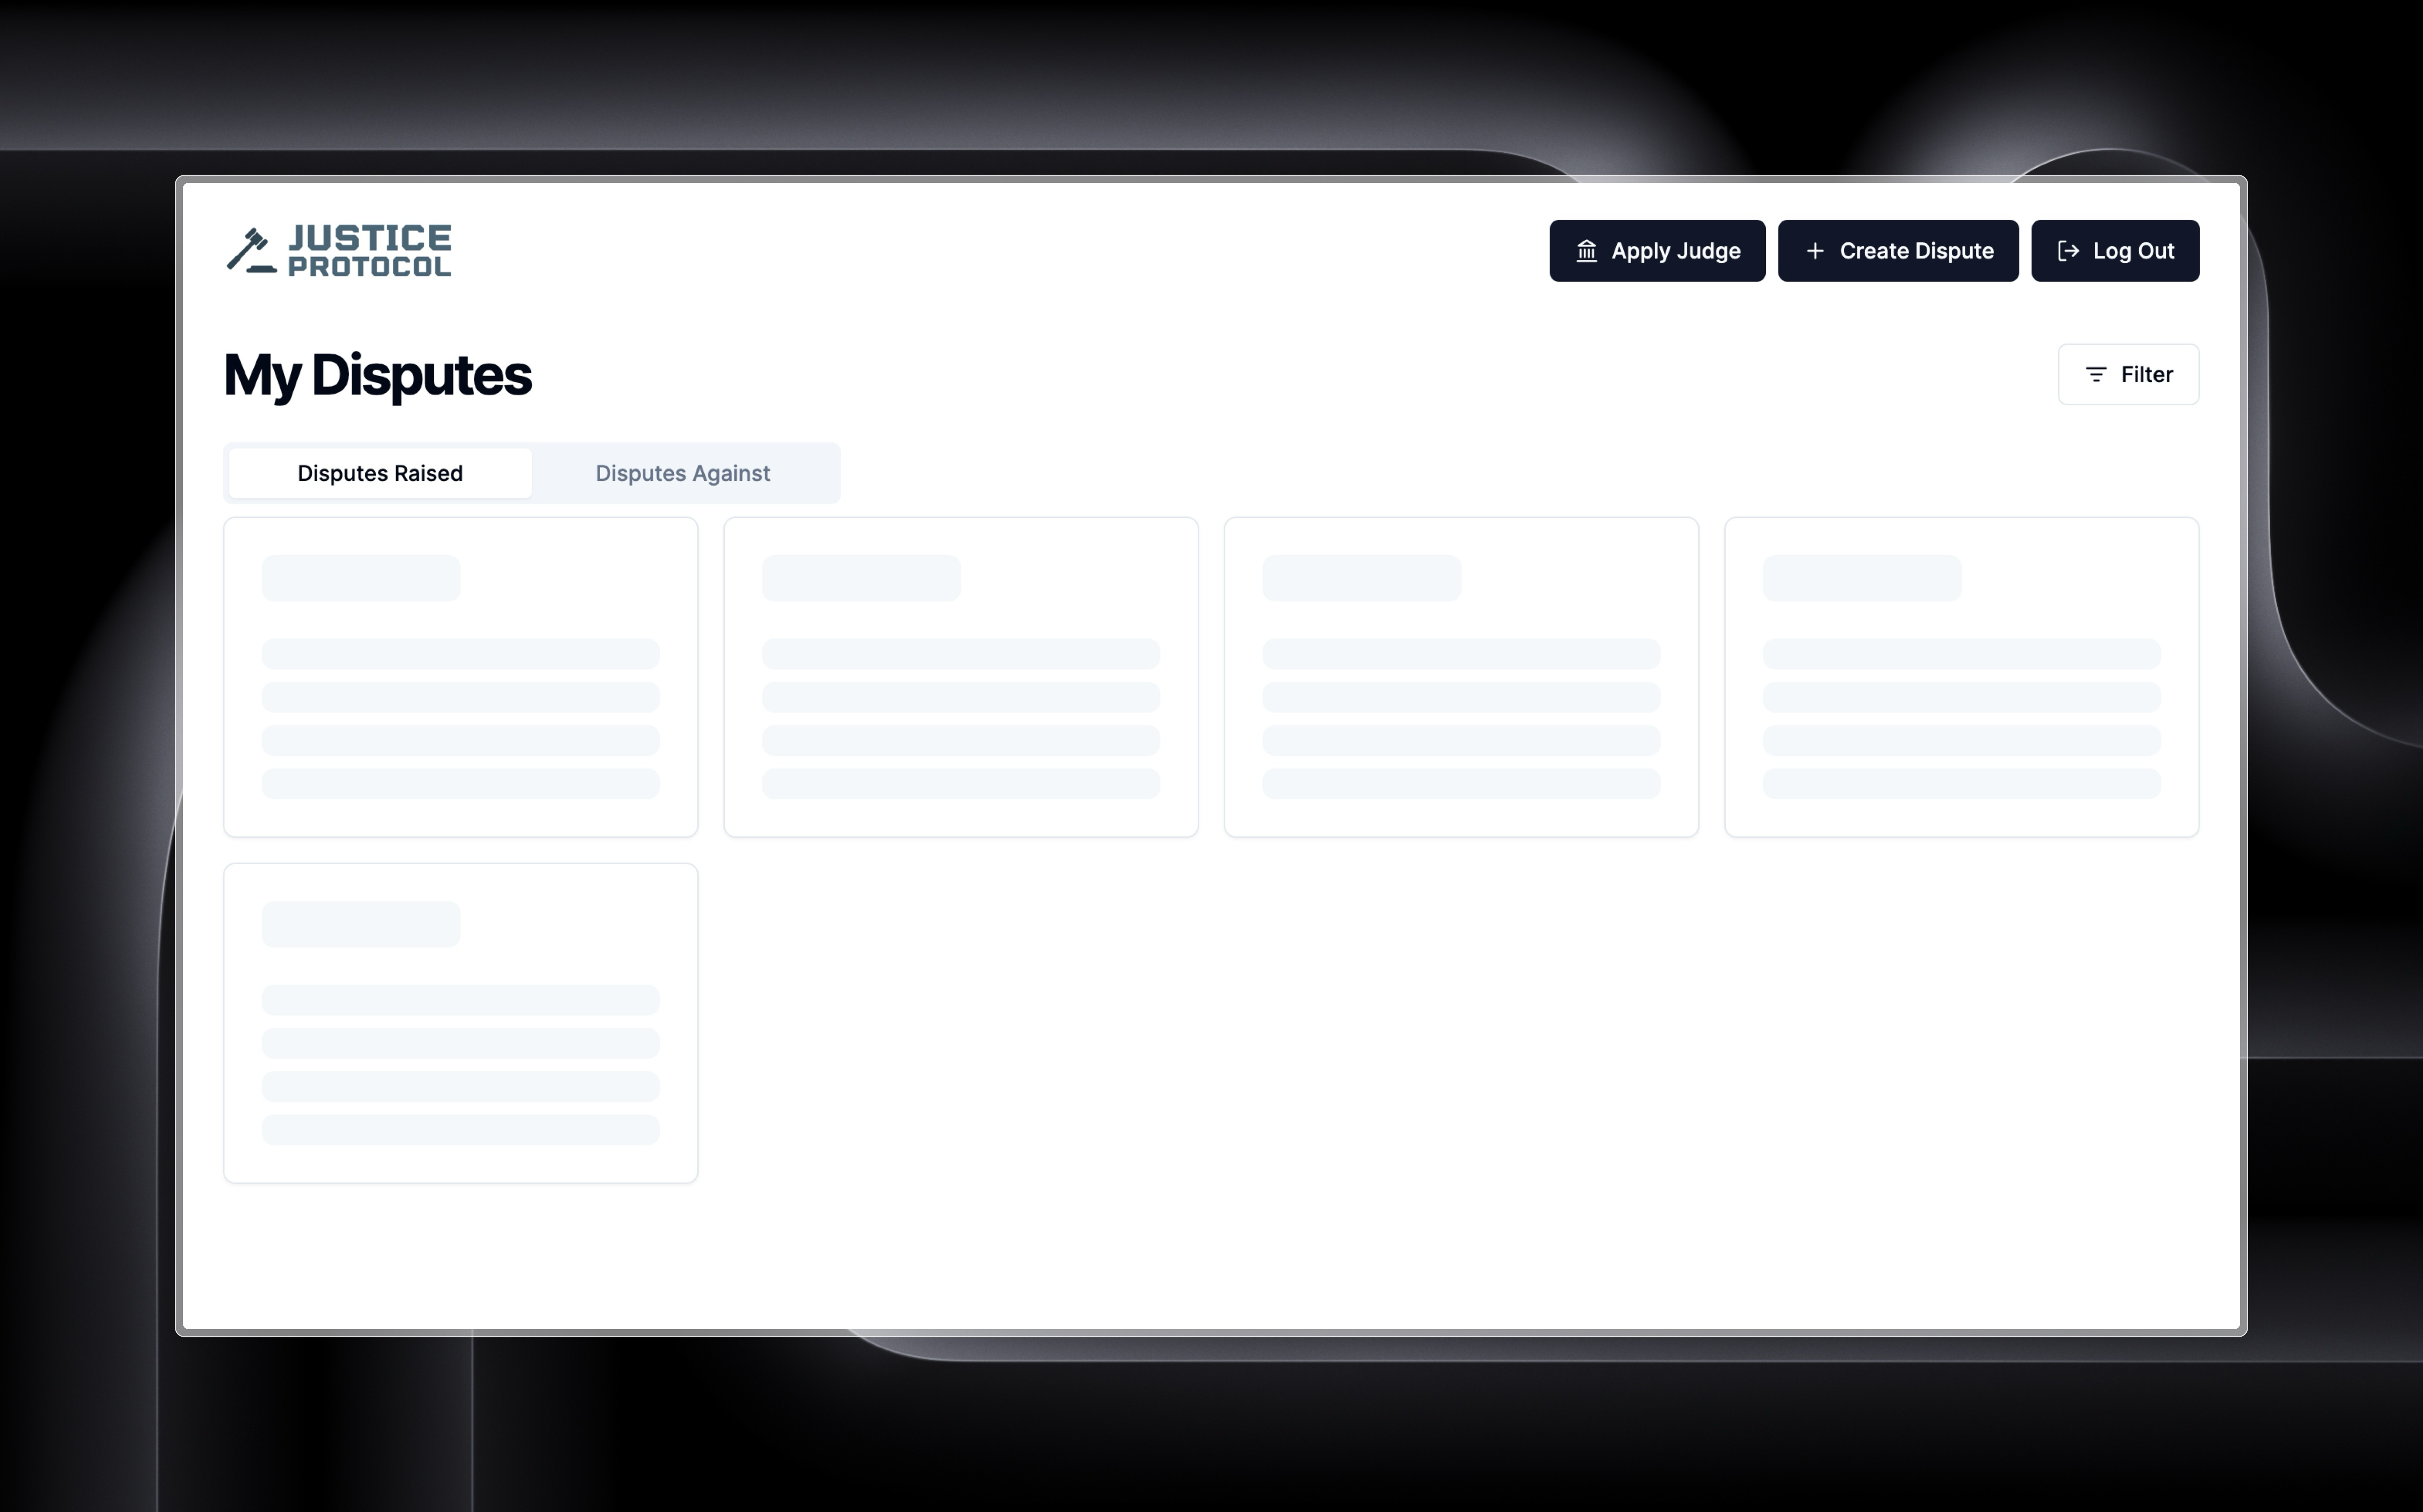 JUSTICE
PROTOCOL
Apply Judge
Create Dispute
Log Out
My Disputes
Filter
Disputes Raised
Disputes Against